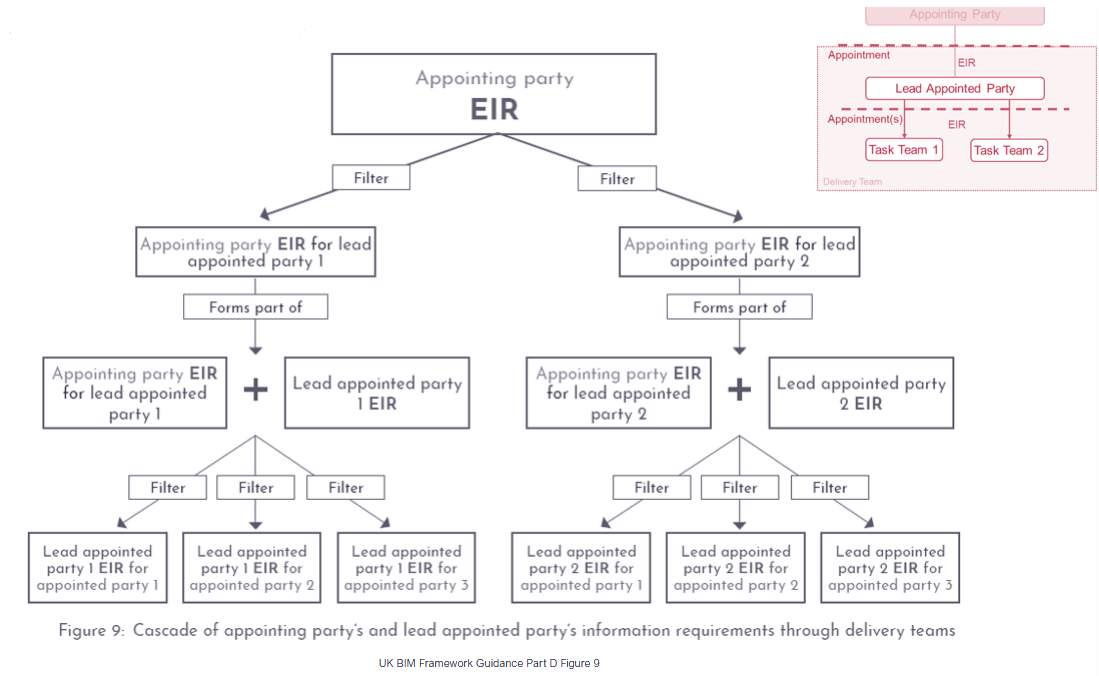 Appointing Party
Appointment
EIR
Lead Appointed Party
Appointment(s)
EIR
Task Team 1
Task Team 2
Delivery Team
Appointing party
EIR
Filter
Filter
Appointing party EIR for lead
appointed party 1
Appointing party EIR for lead
appointed party 2
Forms part of
Forms part of
Appointing party EIR
for lead appointed
party 1
+
Lead appointed party
1 EIR
Appointing party EIR
for lead appointed
party 2
+
Lead appointed party
2 EIR
Filter
Filter
Filter
Filter
Filter
Filter
Lead appointed
party 1 EIR for
appointed party 1
Lead appointed
party 1 EIR for
appointed party 2
Lead appointed
party 1 EIR for
appointed party 3
Lead appointed
party 2 EIR for
appointed party 1
Lead appointed
party 2 EIR for
appointed party 2
Lead appointed
party 2 EIR for
appointed party 3
Figure 9: Cascade of appointing party's and lead appointed party's information requirements through delivery teams
UK BIM Framework Guidance Part D Figure 9